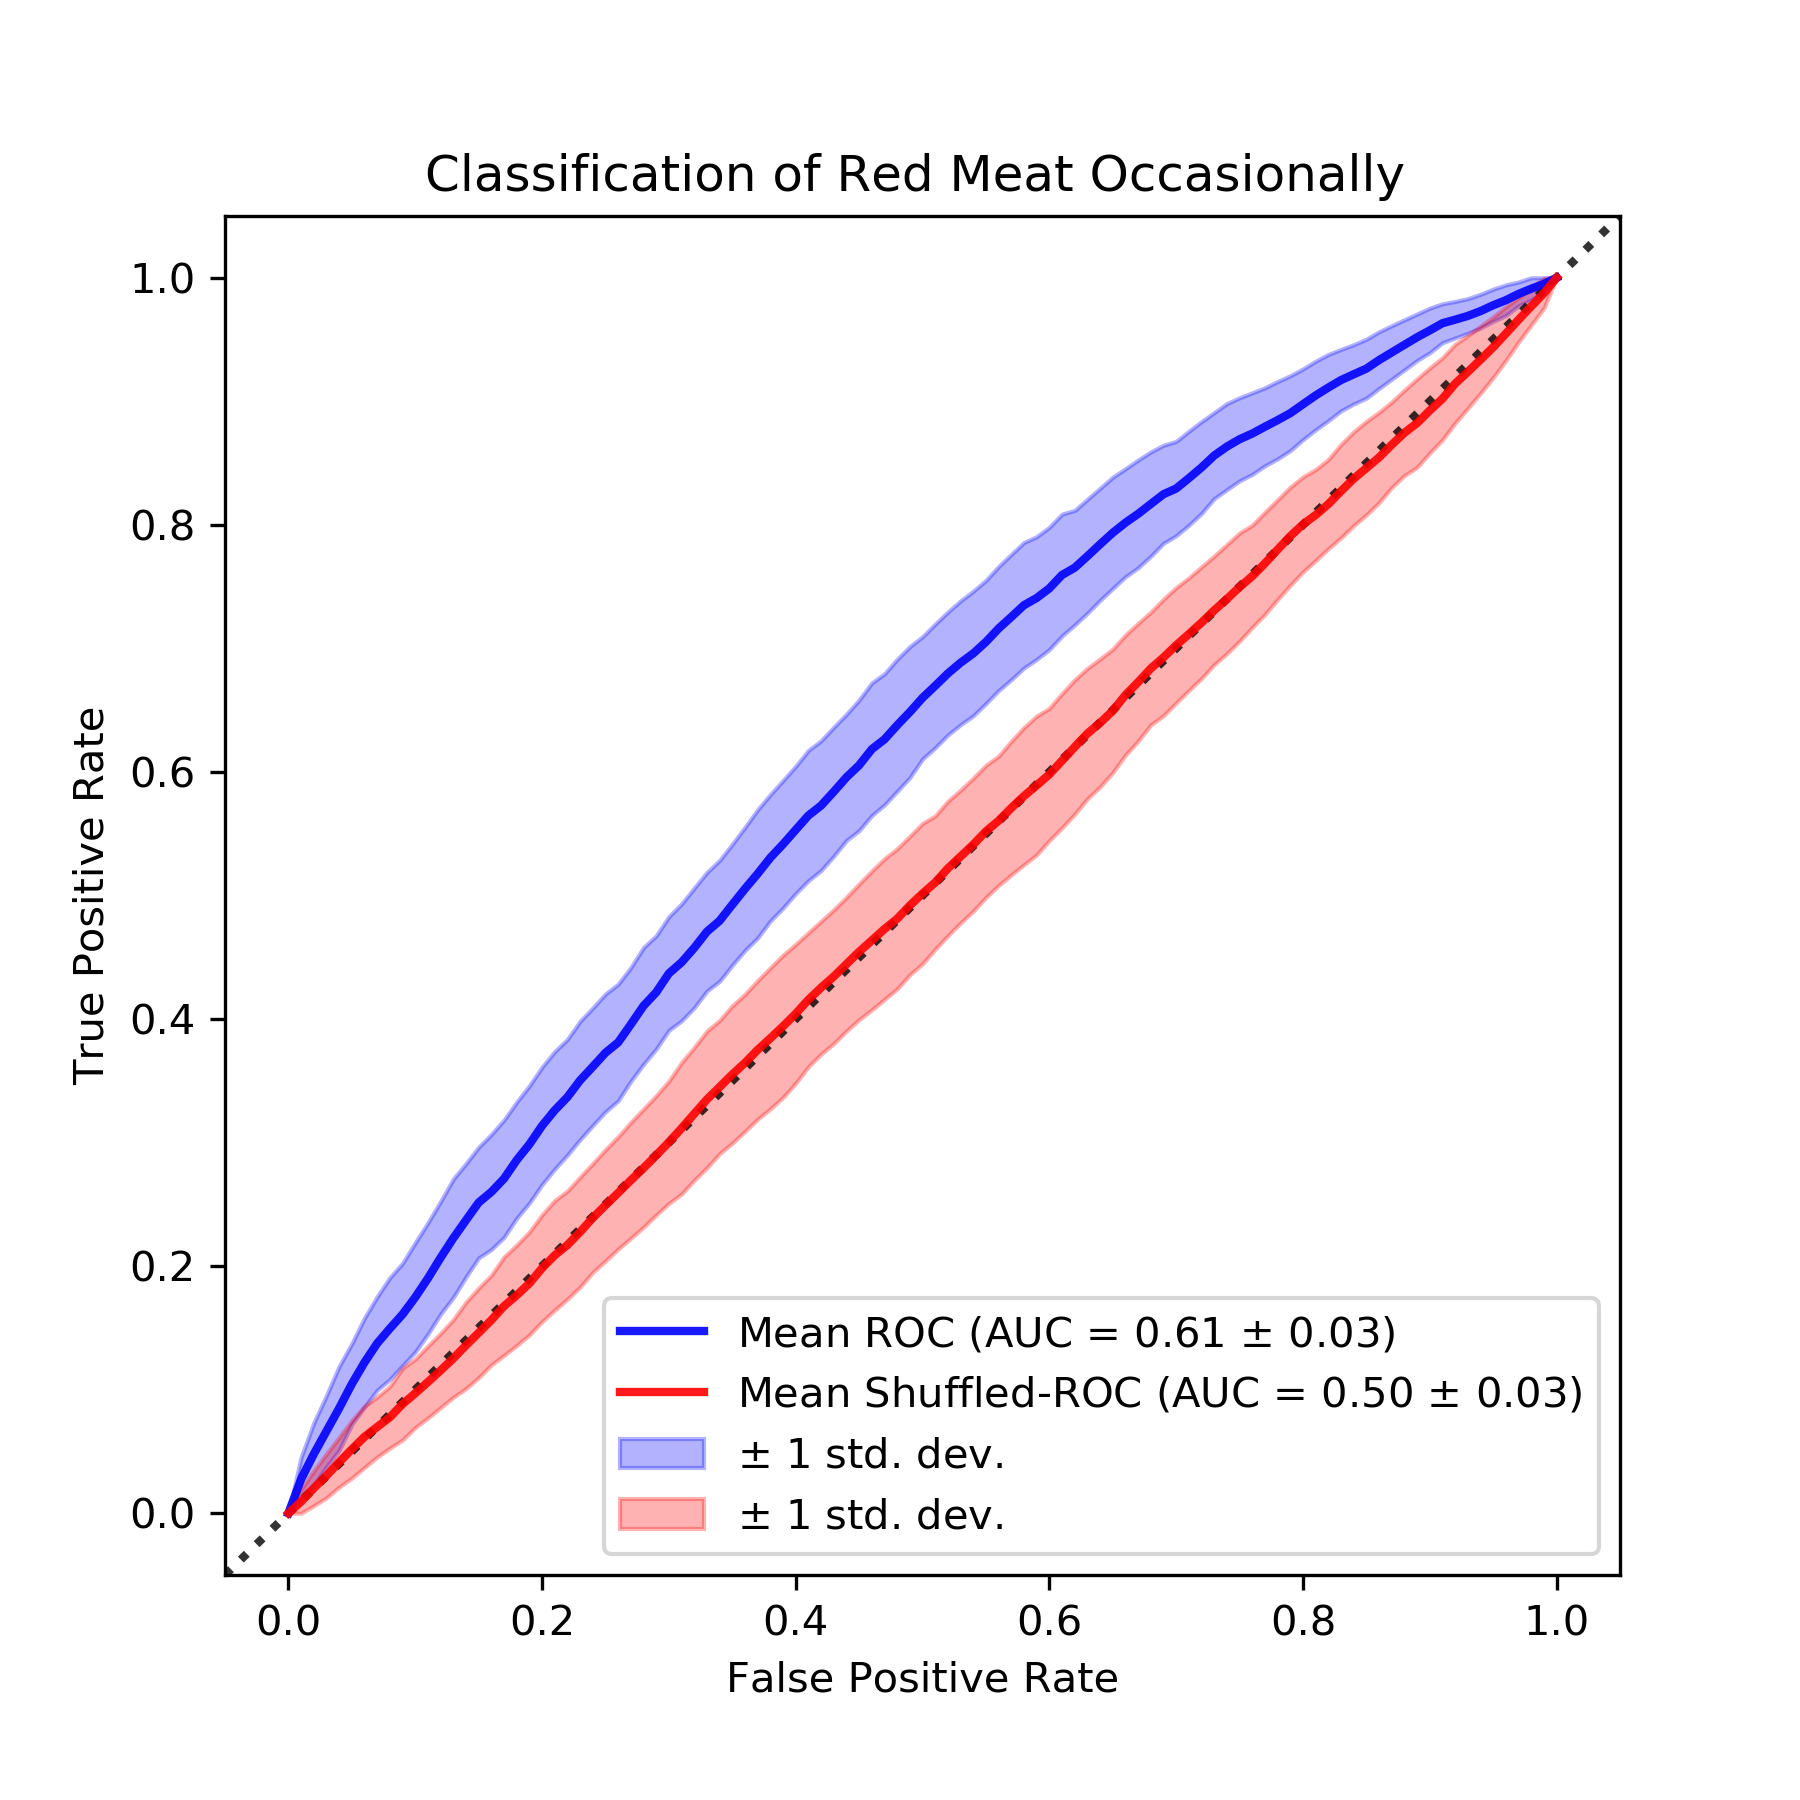 Classification of Red Meat Occasionally
1.0
0.8
0.6
0.4
0.2
0.0
True Positive Rate
Mean ROC (AUC = 0.61 ± 0.03)
Mean Shuffled-ROC (AUC = 0.50 ± 0.03)
± 1 std. dev.
± 1 std. dev.
0.0 0.2 0.4 0.6 0.8 1.0
False Positive Rate